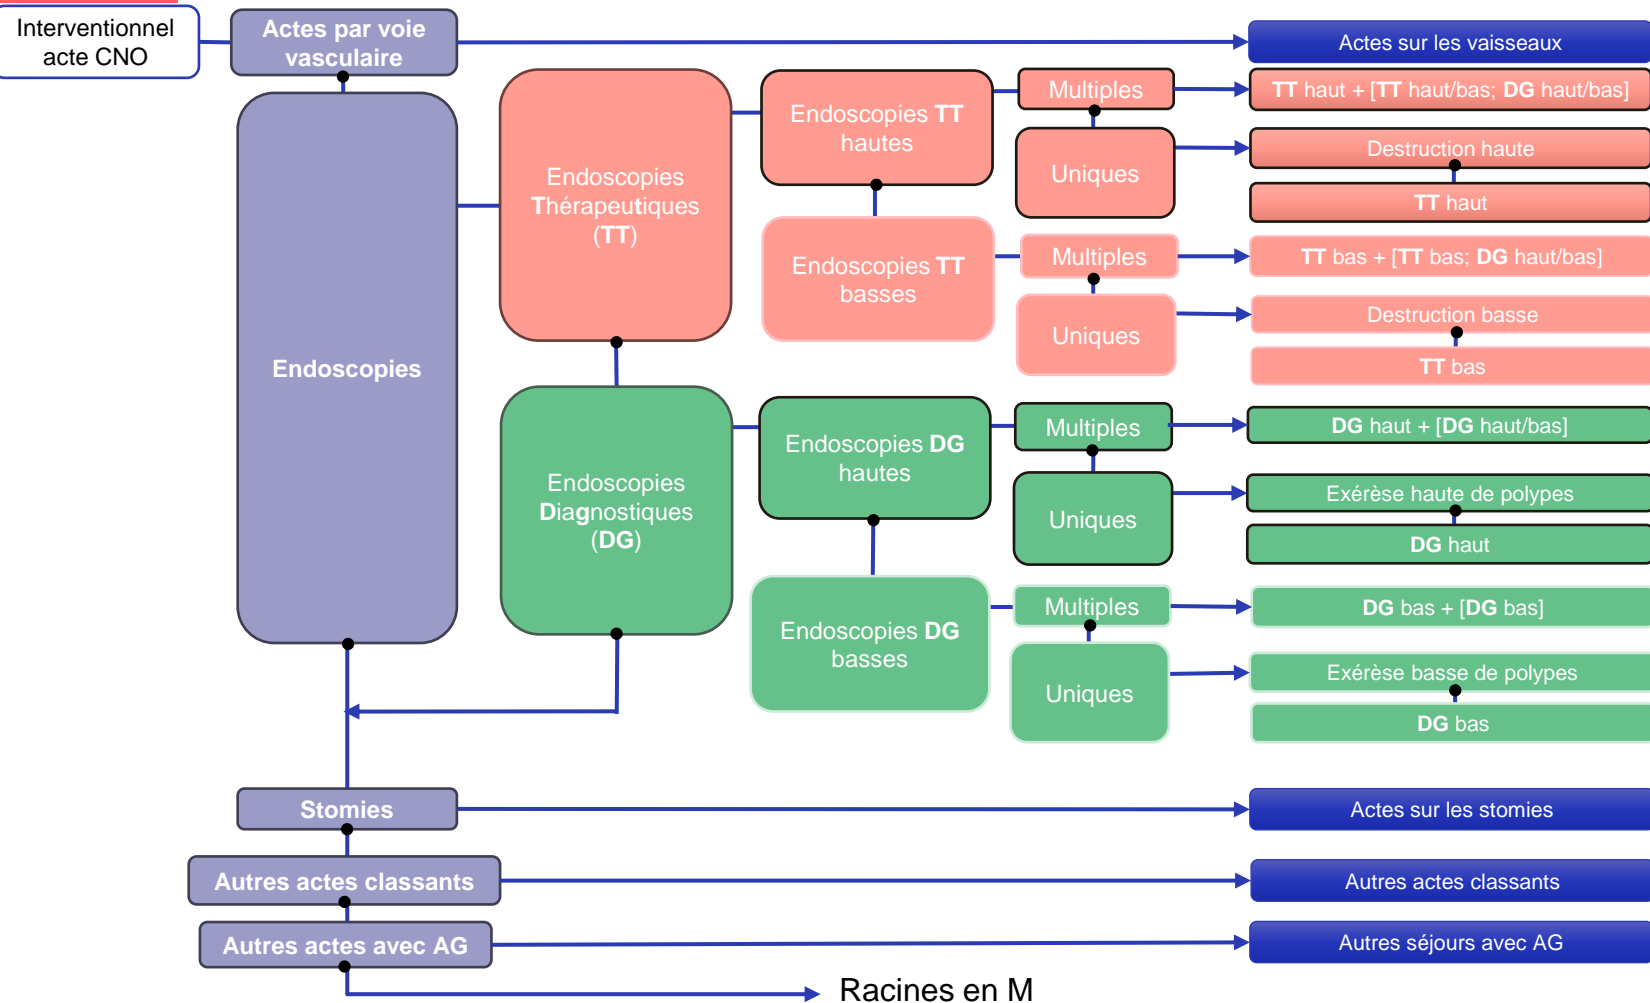 Interventionnel
acte CNO
Actes par voie
vasculaire
Actes sur les vaisseaux
Endoscopies
Endoscopies
Thérapeutiques
(TT)
Endoscopies TT
hautes
Multiples
TT haut + [TT haut/bas; DG haut/bas]
Uniques
Destruction haute
TT haut
Endoscopies TT
basses
Multiples
TT bas + [TT bas; DG haut/bas]
Uniques
Destruction basse
TT bas
Endoscopies
Diagnostiques
(DG)
Endoscopies DG
hautes
Multiples
DG haut + [DG haut/bas]
Uniques
Exérèse haute de polypes
DG haut
Endoscopies DG
basses
Multiples
DG bas + [DG bas]
Uniques
Exérèse basse de polypes
DG bas
Stomies
Actes sur les stomies
Autres actes classants
Autres actes classants
Autres actes avec AG
Autres séjours avec AG
Racines en M